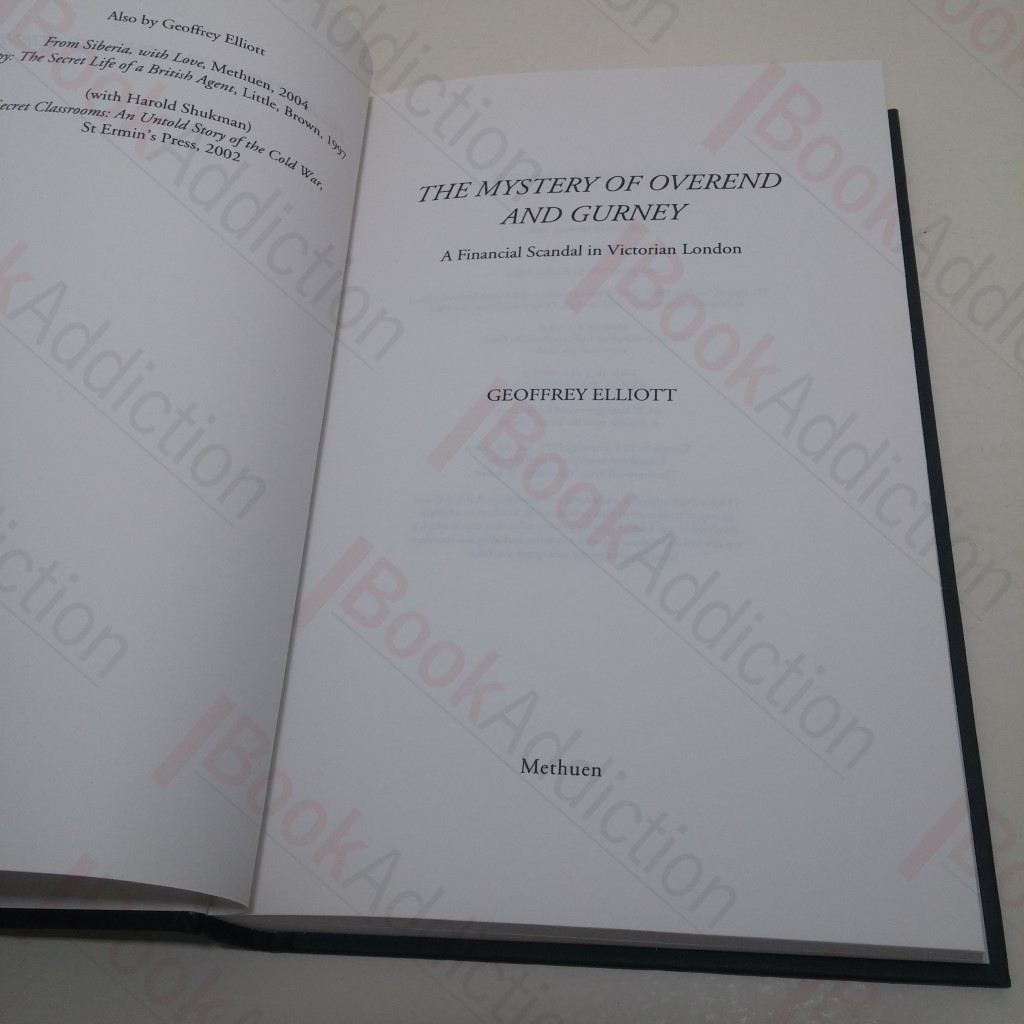 Also by Geoffrey Elliott
From Siberia, with Love, Methuen, 2004
The Secret Life of a British Agent, Little, Brown, 1997
(with Harold Shukman)
Secret Classrooms: An Untold Story of the Cold War,
St Ermin's Press, 2002
THE MYSTERY OF OVEREND
AND GURNEY
A Financial Scandal in Victorian London
GEOFFREY ELLIOTT
Methuen
BookAddiction